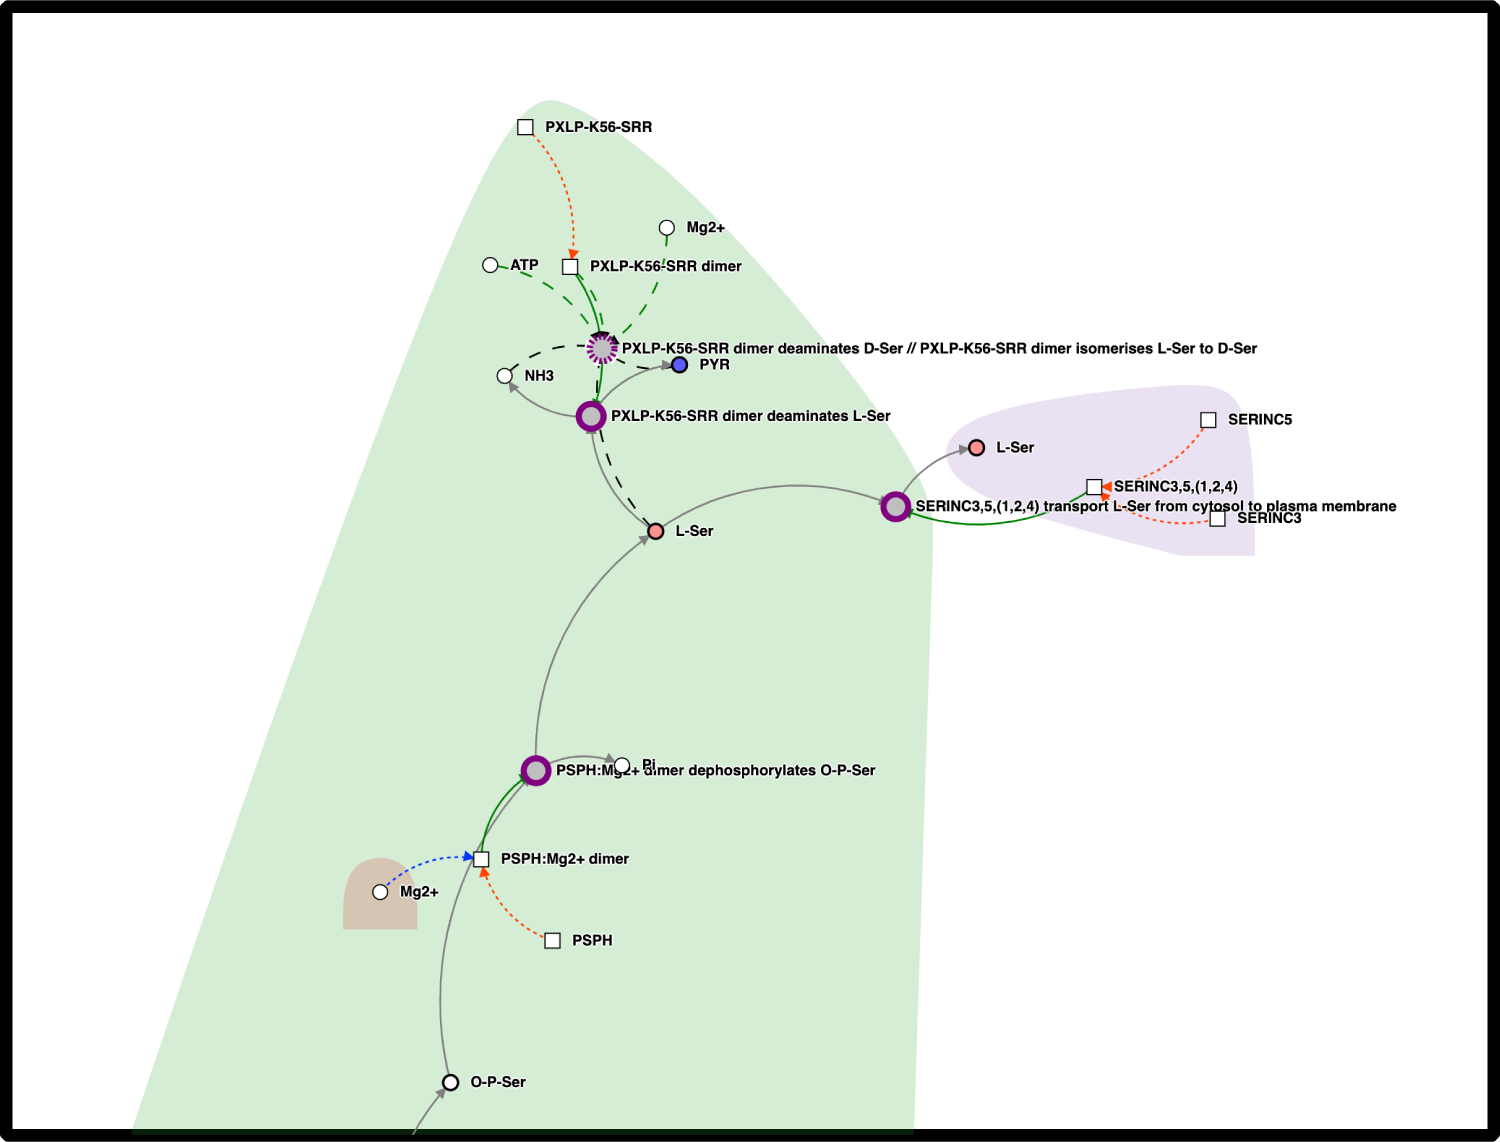 PXLP-K56-SRR
Mg2+
ATP
PXLP-K56-SRR dimer
PXLP-K56-SRR dimer deaminates D-Ser // PXLP-K56-SRR dimer isomerises L-Ser to D-Ser
PYR
NH3
PXLP-K56-SRR dimer deaminates L-Ser
SERINC5
L-Ser
SERINC3,5,(1,2,4)
SERINC3,5,(1,2,4) transport L-Ser from cytosol to plasma membrane
SERINC3
L-Ser
Pi
PSPH:Mg2+ dimer dephosphorylates O-P-Ser
PSPH:Mg2+ dimer
Mg2+
PSPH
O-P-Ser